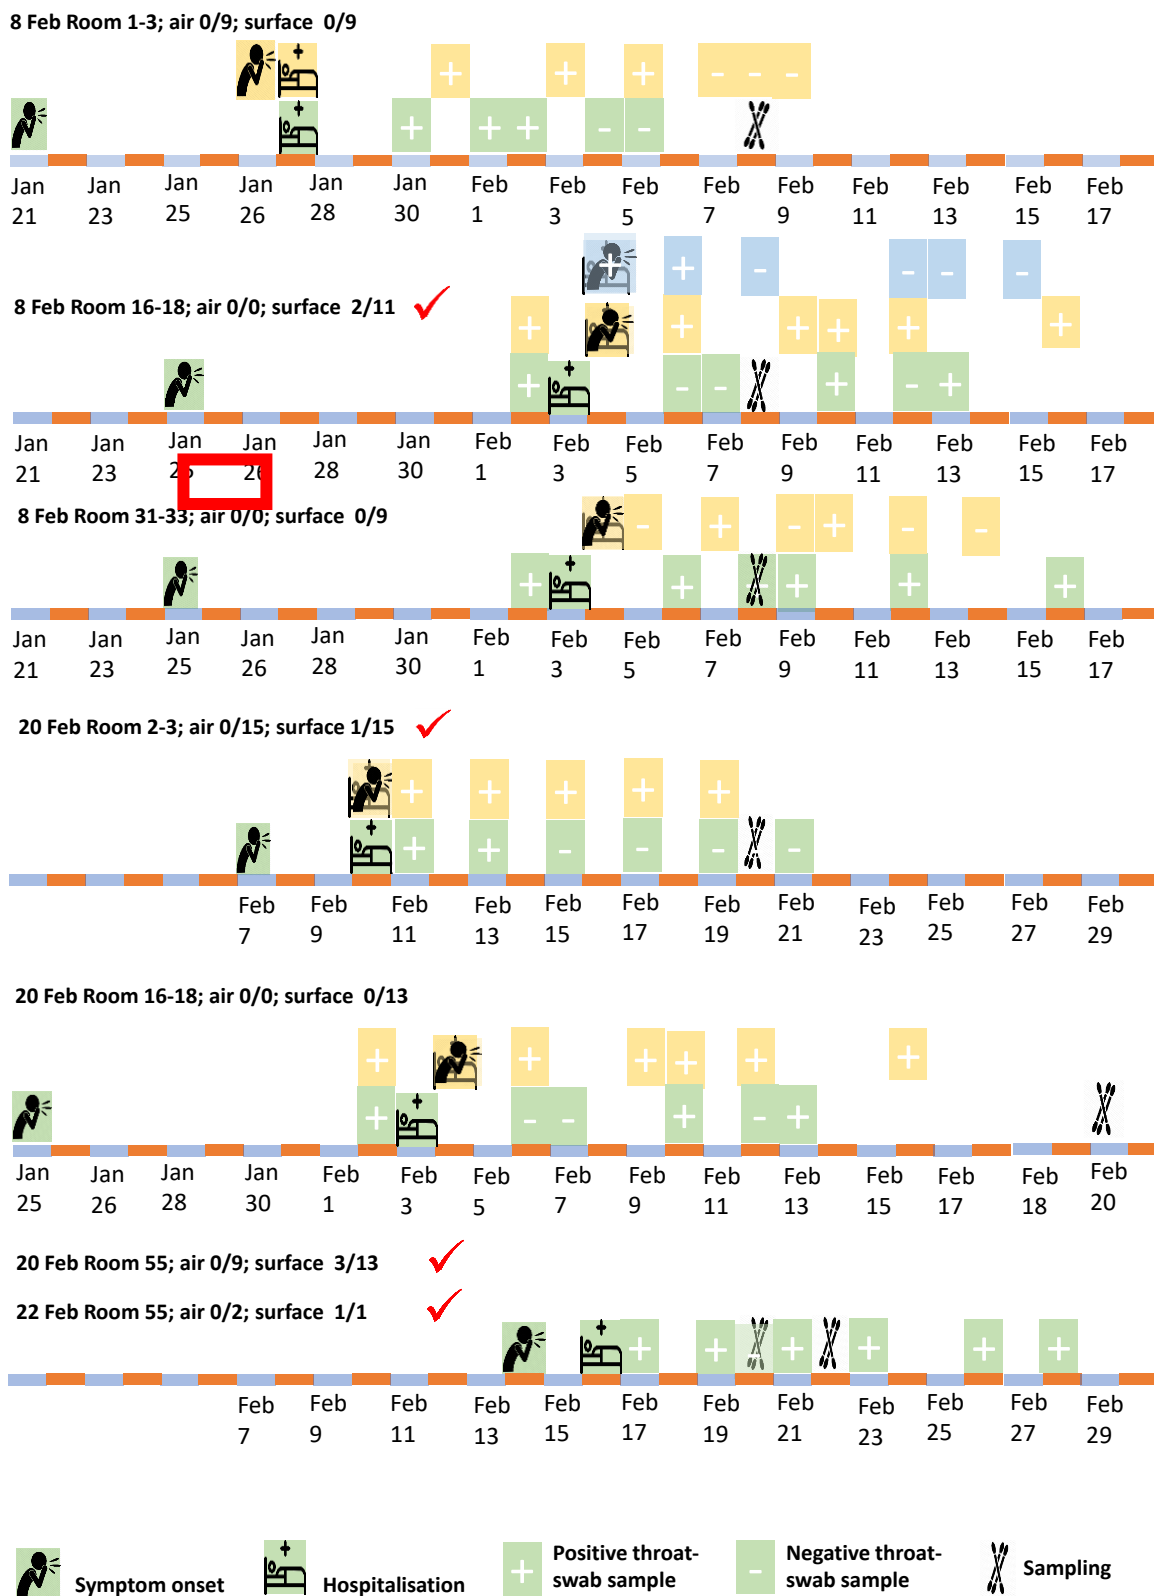 8 Feb Room 1-3; air 0/9; surface 0/9
+ + + - - -
+ + + - -
Jan 21 Jan 23 Jan 25 Jan 26 Jan 28 Jan 30 Feb 1 Feb 3 Feb 5 Feb 7 Feb 9 Feb 11 Feb 13 Feb 15 Feb 17
+ + - - - -
8 Feb Room 16-18; air 0/0; surface 2/11
+ + + + + +
+ - - + - +
Jan 21 Jan 23 Jan 25 Jan 26 Jan 28 Jan 30 Feb 1 Feb 3 Feb 5 Feb 7 Feb 9 Feb 11 Feb 13 Feb 15 Feb 17
8 Feb Room 31-33; air 0/0; surface 0/9
- + - + - -
+ + + + +
Jan 21 Jan 23 Jan 25 Jan 26 Jan 28 Jan 30 Feb 1 Feb 3 Feb 5 Feb 7 Feb 9 Feb 11 Feb 13 Feb 15 Feb 17
20 Feb Room 2-3; air 0/15; surface 1/15
+ + + + +
+ + - - - -
Feb 7 Feb 9 Feb 11 Feb 13 Feb 15 Feb 17 Feb 19 Feb 21 Feb 23 Feb 25 Feb 27 Feb 29
20 Feb Room 16-18; air 0/0; surface 0/13
+ + + + + +
+ - - + - +
Jan 25 Jan 26 Jan 28 Jan 30 Feb 1 Feb 3 Feb 5 Feb 7 Feb 9 Feb 11 Feb 13 Feb 15 Feb 17 Feb 18 Feb 20
20 Feb Room 55; air 0/9; surface 3/13
22 Feb Room 55; air 0/2; surface 1/1
+ + + + + +
Feb 7 Feb 9 Feb 11 Feb 13 Feb 15 Feb 17 Feb 19 Feb 21 Feb 23 Feb 25 Feb 27 Feb 29
Symptom onset
Hospitalisation
+ Positive throat-
swab sample
- Negative throat-
swab sample
Sampling